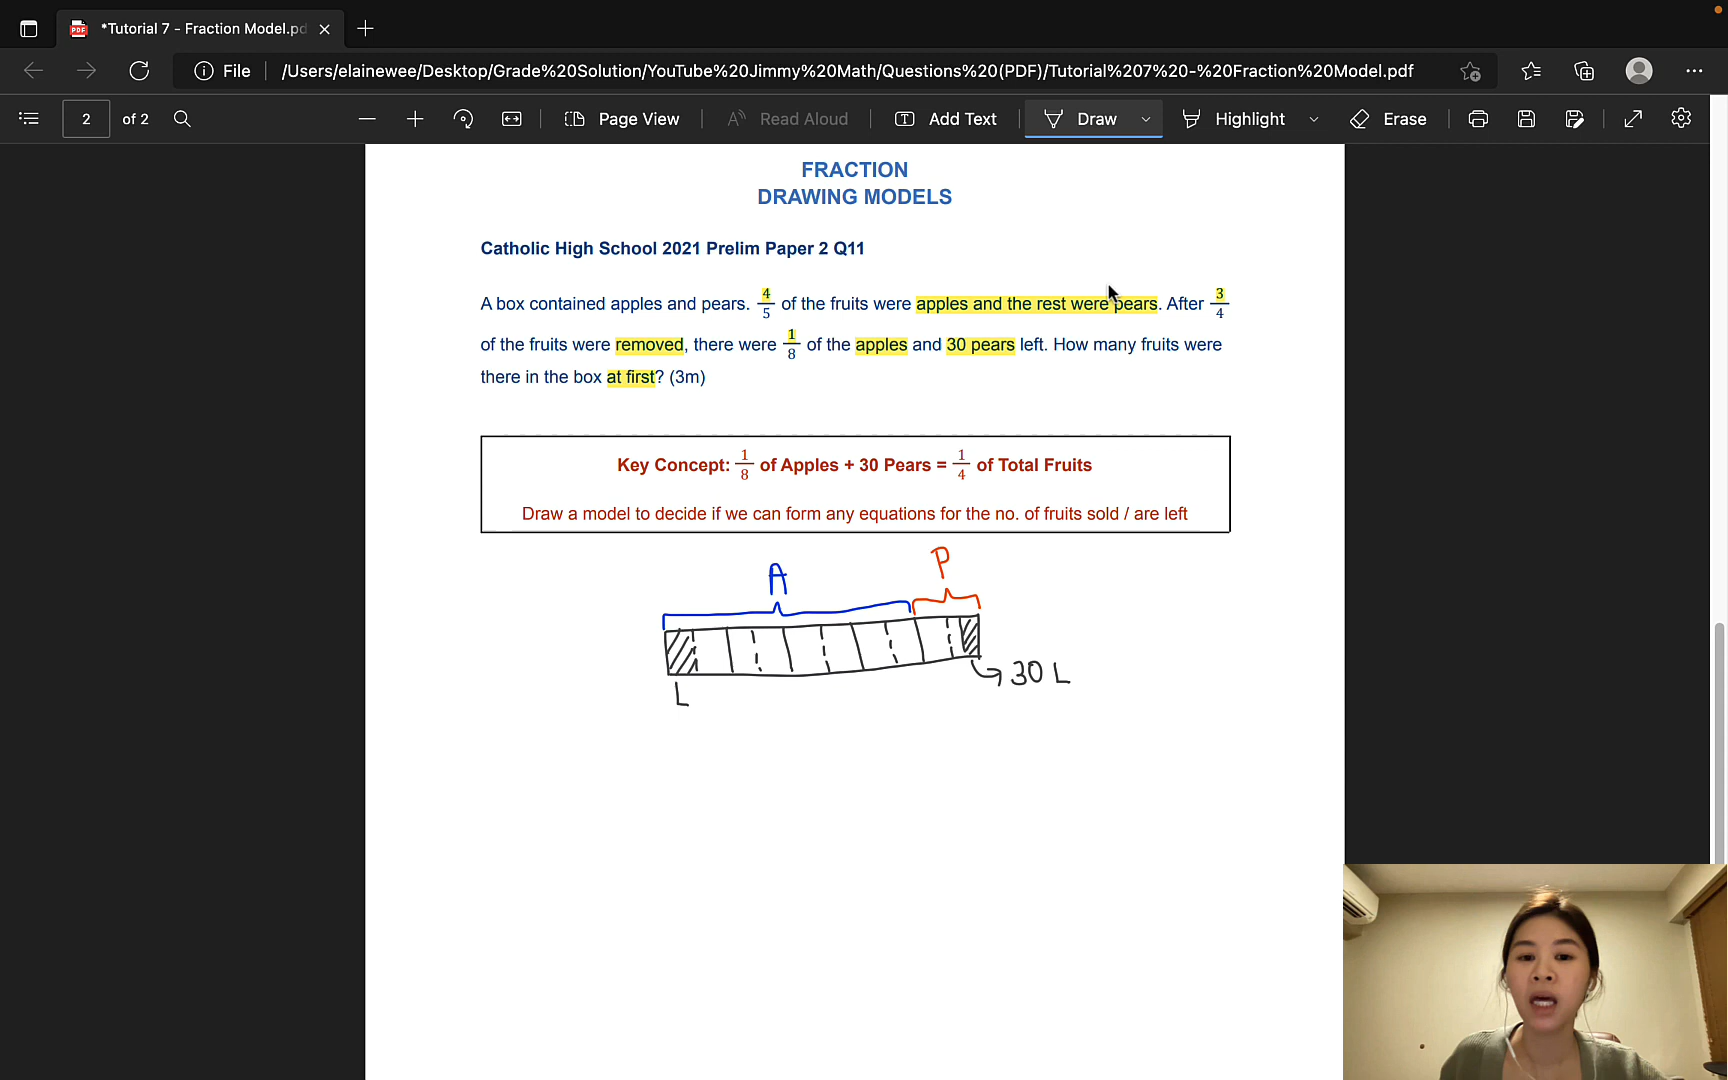 *Tutorial 7 - Fraction Model.pd
File /Users/elainewee/Desktop/Grade%20Solution/YouTube%20Jimmy%20Math/Questions%20(PDF)/Tutorial%207%20-%20Fraction%20Model.pdf
2 of 2 Page View Read Aloud Add Text Draw Highlight Erase
FRACTION
DRAWING MODELS
Catholic High School 2021 Prelim Paper 2 Q11
A box contained apples and pears. 4/5 of the fruits were apples and the rest were pears. After 3/4
of the fruits were removed, there were 1/8 of the apples and 30 pears left. How many fruits were
there in the box at first? (3m)
Key Concept: 1/8 of Apples + 30 Pears = 1/4 of Total Fruits
Draw a model to decide if we can form any equations for the no. of fruits sold / are left
A P
30 L
L